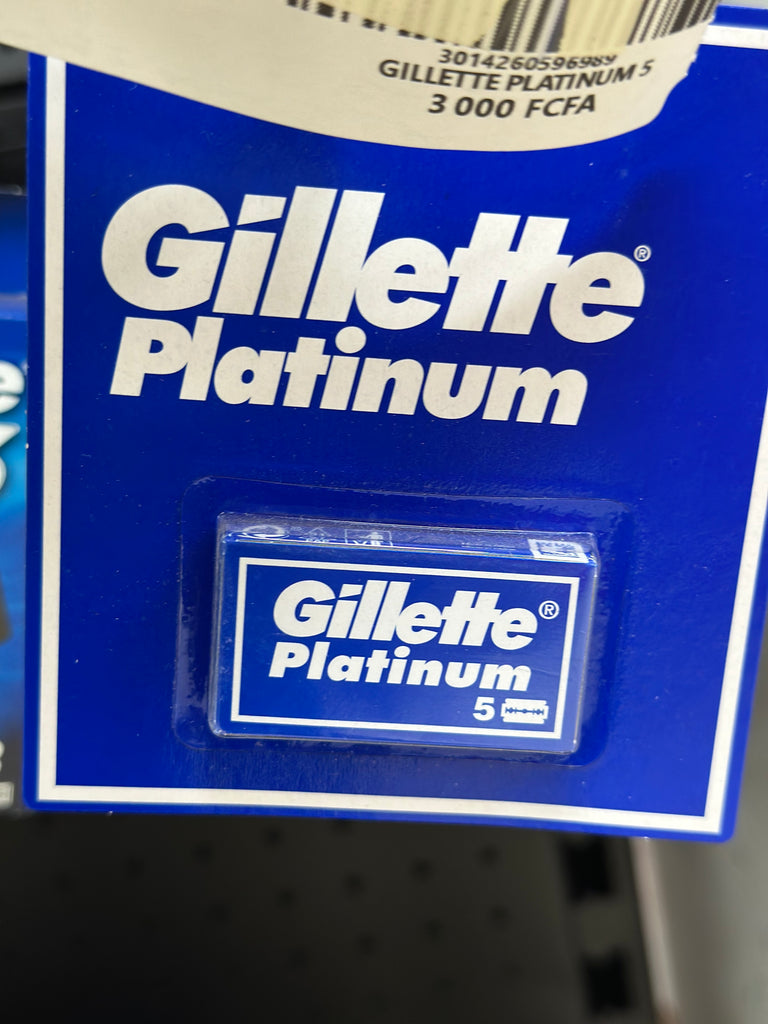 3014260596989
GILLETTE PLATINUM 5
3 000 FCFA
Gillette®
Platinum
Gillette®
Platinum
5